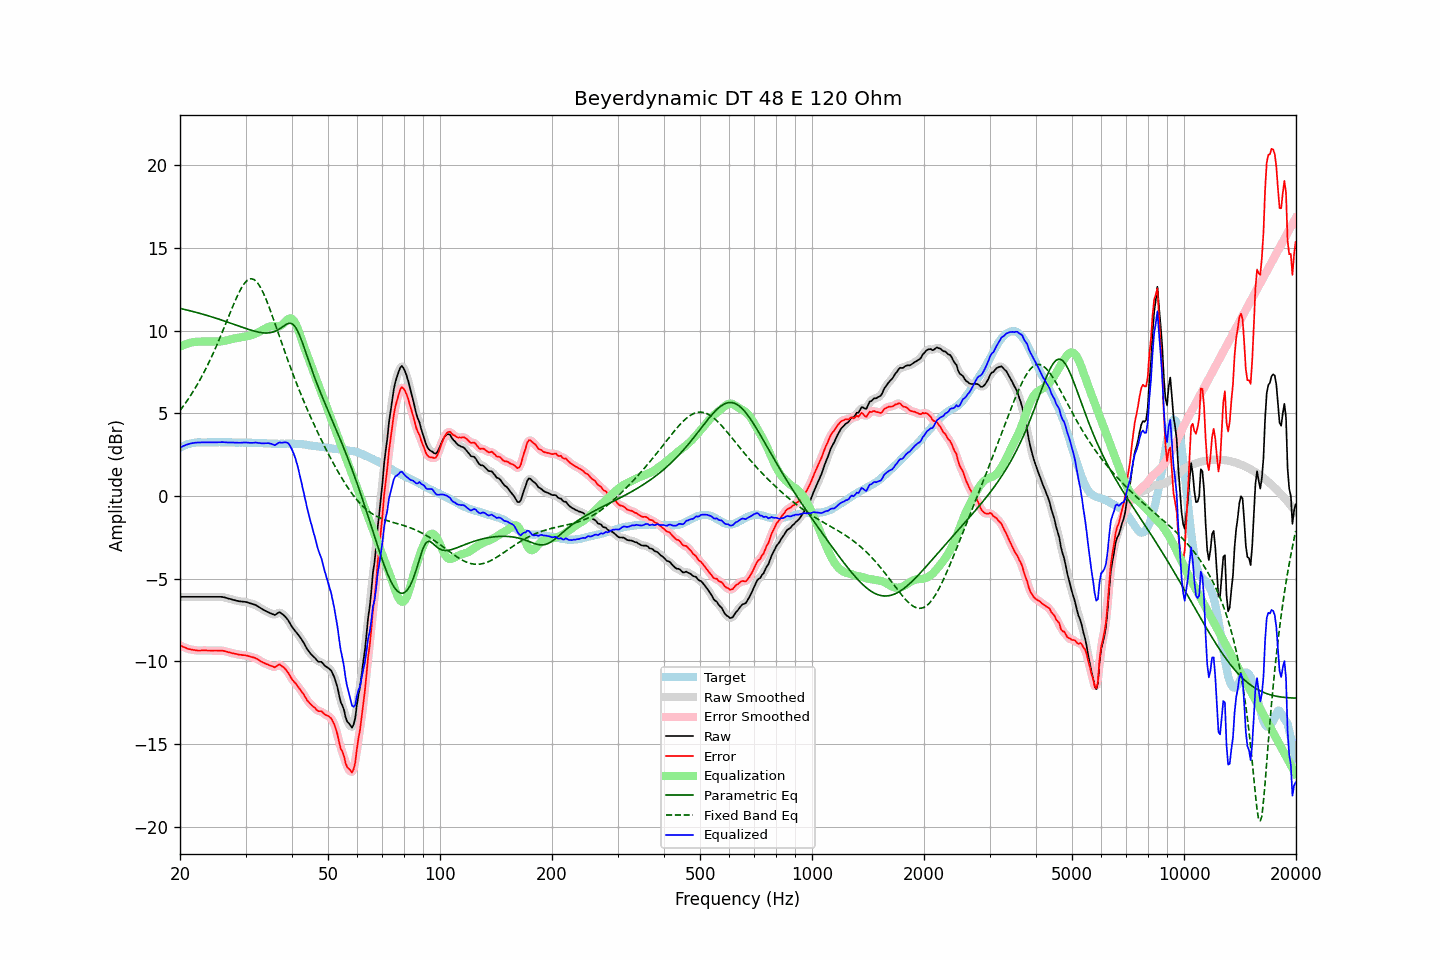 Beyerdynamic DT 48 E 120 Ohm
Amplitude (dBr)
20
15
10
5
0
−5
−10
−15
−20
Target
Raw Smoothed
Error Smoothed
Raw
Error
Equalization
Parametric Eq
Fixed Band Eq
Equalized
20 50 100 200 500 1000 2000 5000 10000 20000
Frequency (Hz)